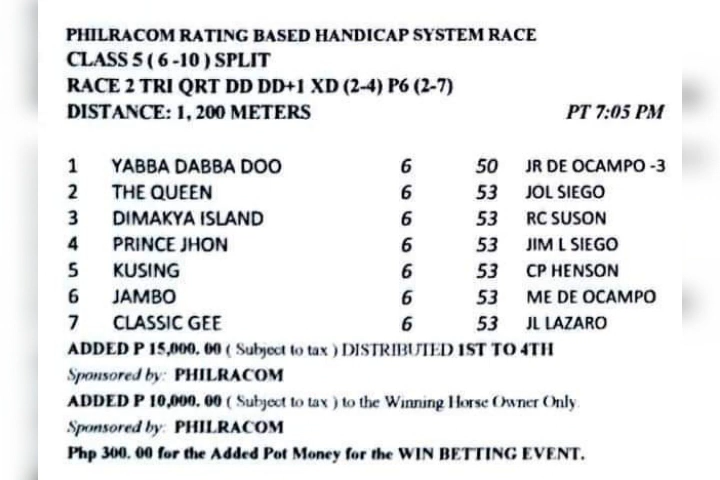 PHILRACOM RATING BASED HANDICAP SYSTEM RACE
CLASS 5 ( 6 -10 ) SPLIT
RACE 2 TRI QRT DD DD+1 XD (2-4) P6 (2-7)
DISTANCE: 1, 200 METERS PT 7:05 PM
1 YABBA DABBA DOO 6 50 JR DE OCAMPO -3
2 THE QUEEN 6 53 JOL SIEGO
3 DIMAKYA ISLAND 6 53 RC SUSON
4 PRINCE JHON 6 53 JIM L SIEGO
5 KUSING 6 53 CP HENSON
6 JAMBO 6 53 ME DE OCAMPO
7 CLASSIC GEE 6 53 JL LAZARO
ADDED P 15,000. 00 ( Subject to tax ) DISTRIBUTED 1ST TO 4TH
Sponsored by: PHILRACOM
ADDED P 10,000. 00 ( Subject to tax ) to the Winning Horse Owner Only.
Sponsored by: PHILRACOM
Php 300. 00 for the Added Pot Money for the WIN BETTING EVENT.